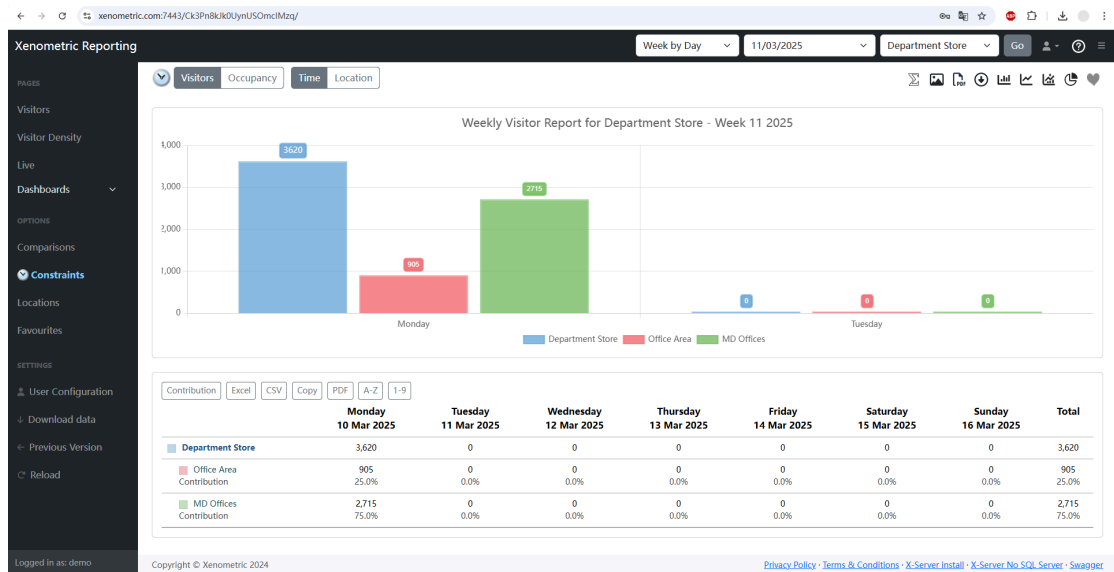 xenometric.com:7443/Ck3Pn8kJk0UynUSOmclMzq/
Xenometric Reporting
Week by Day
11/03/2025
Department Store
Go
PAGES
Visitors
Visitor Density
Live
Dashboards
OPTIONS
Comparisons
Constraints
Locations
Favourites
SETTINGS
User Configuration
Download data
Previous Version
Reload
Logged in as: demo
Visitors Occupancy Time Location
PDF
Weekly Visitor Report for Department Store - Week 11 2025
4,000
3,000
2,000
1,000
0
3620
905
2715
0
0
0
Monday
Tuesday
Department Store Office Area MD Offices
Contribution Excel CSV Copy PDF A-Z 1-9
Monday Tuesday Wednesday Thursday Friday Saturday Sunday Total
10 Mar 2025 11 Mar 2025 12 Mar 2025 13 Mar 2025 14 Mar 2025 15 Mar 2025 16 Mar 2025
Department Store 3,620 0 0 0 0 0 0 3,620
Office Area 905 0 0 0 0 0 0 905
Contribution 25.0% 0.0% 0.0% 0.0% 0.0% 0.0% 0.0% 25.0%
MD Offices 2,715 0 0 0 0 0 0 2,715
Contribution 75.0% 0.0% 0.0% 0.0% 0.0% 0.0% 0.0% 75.0%
Copyright © Xenometric 2024
Privacy Policy · Terms & Conditions · X-Server Install · X-Server No SQL Server · Swagger